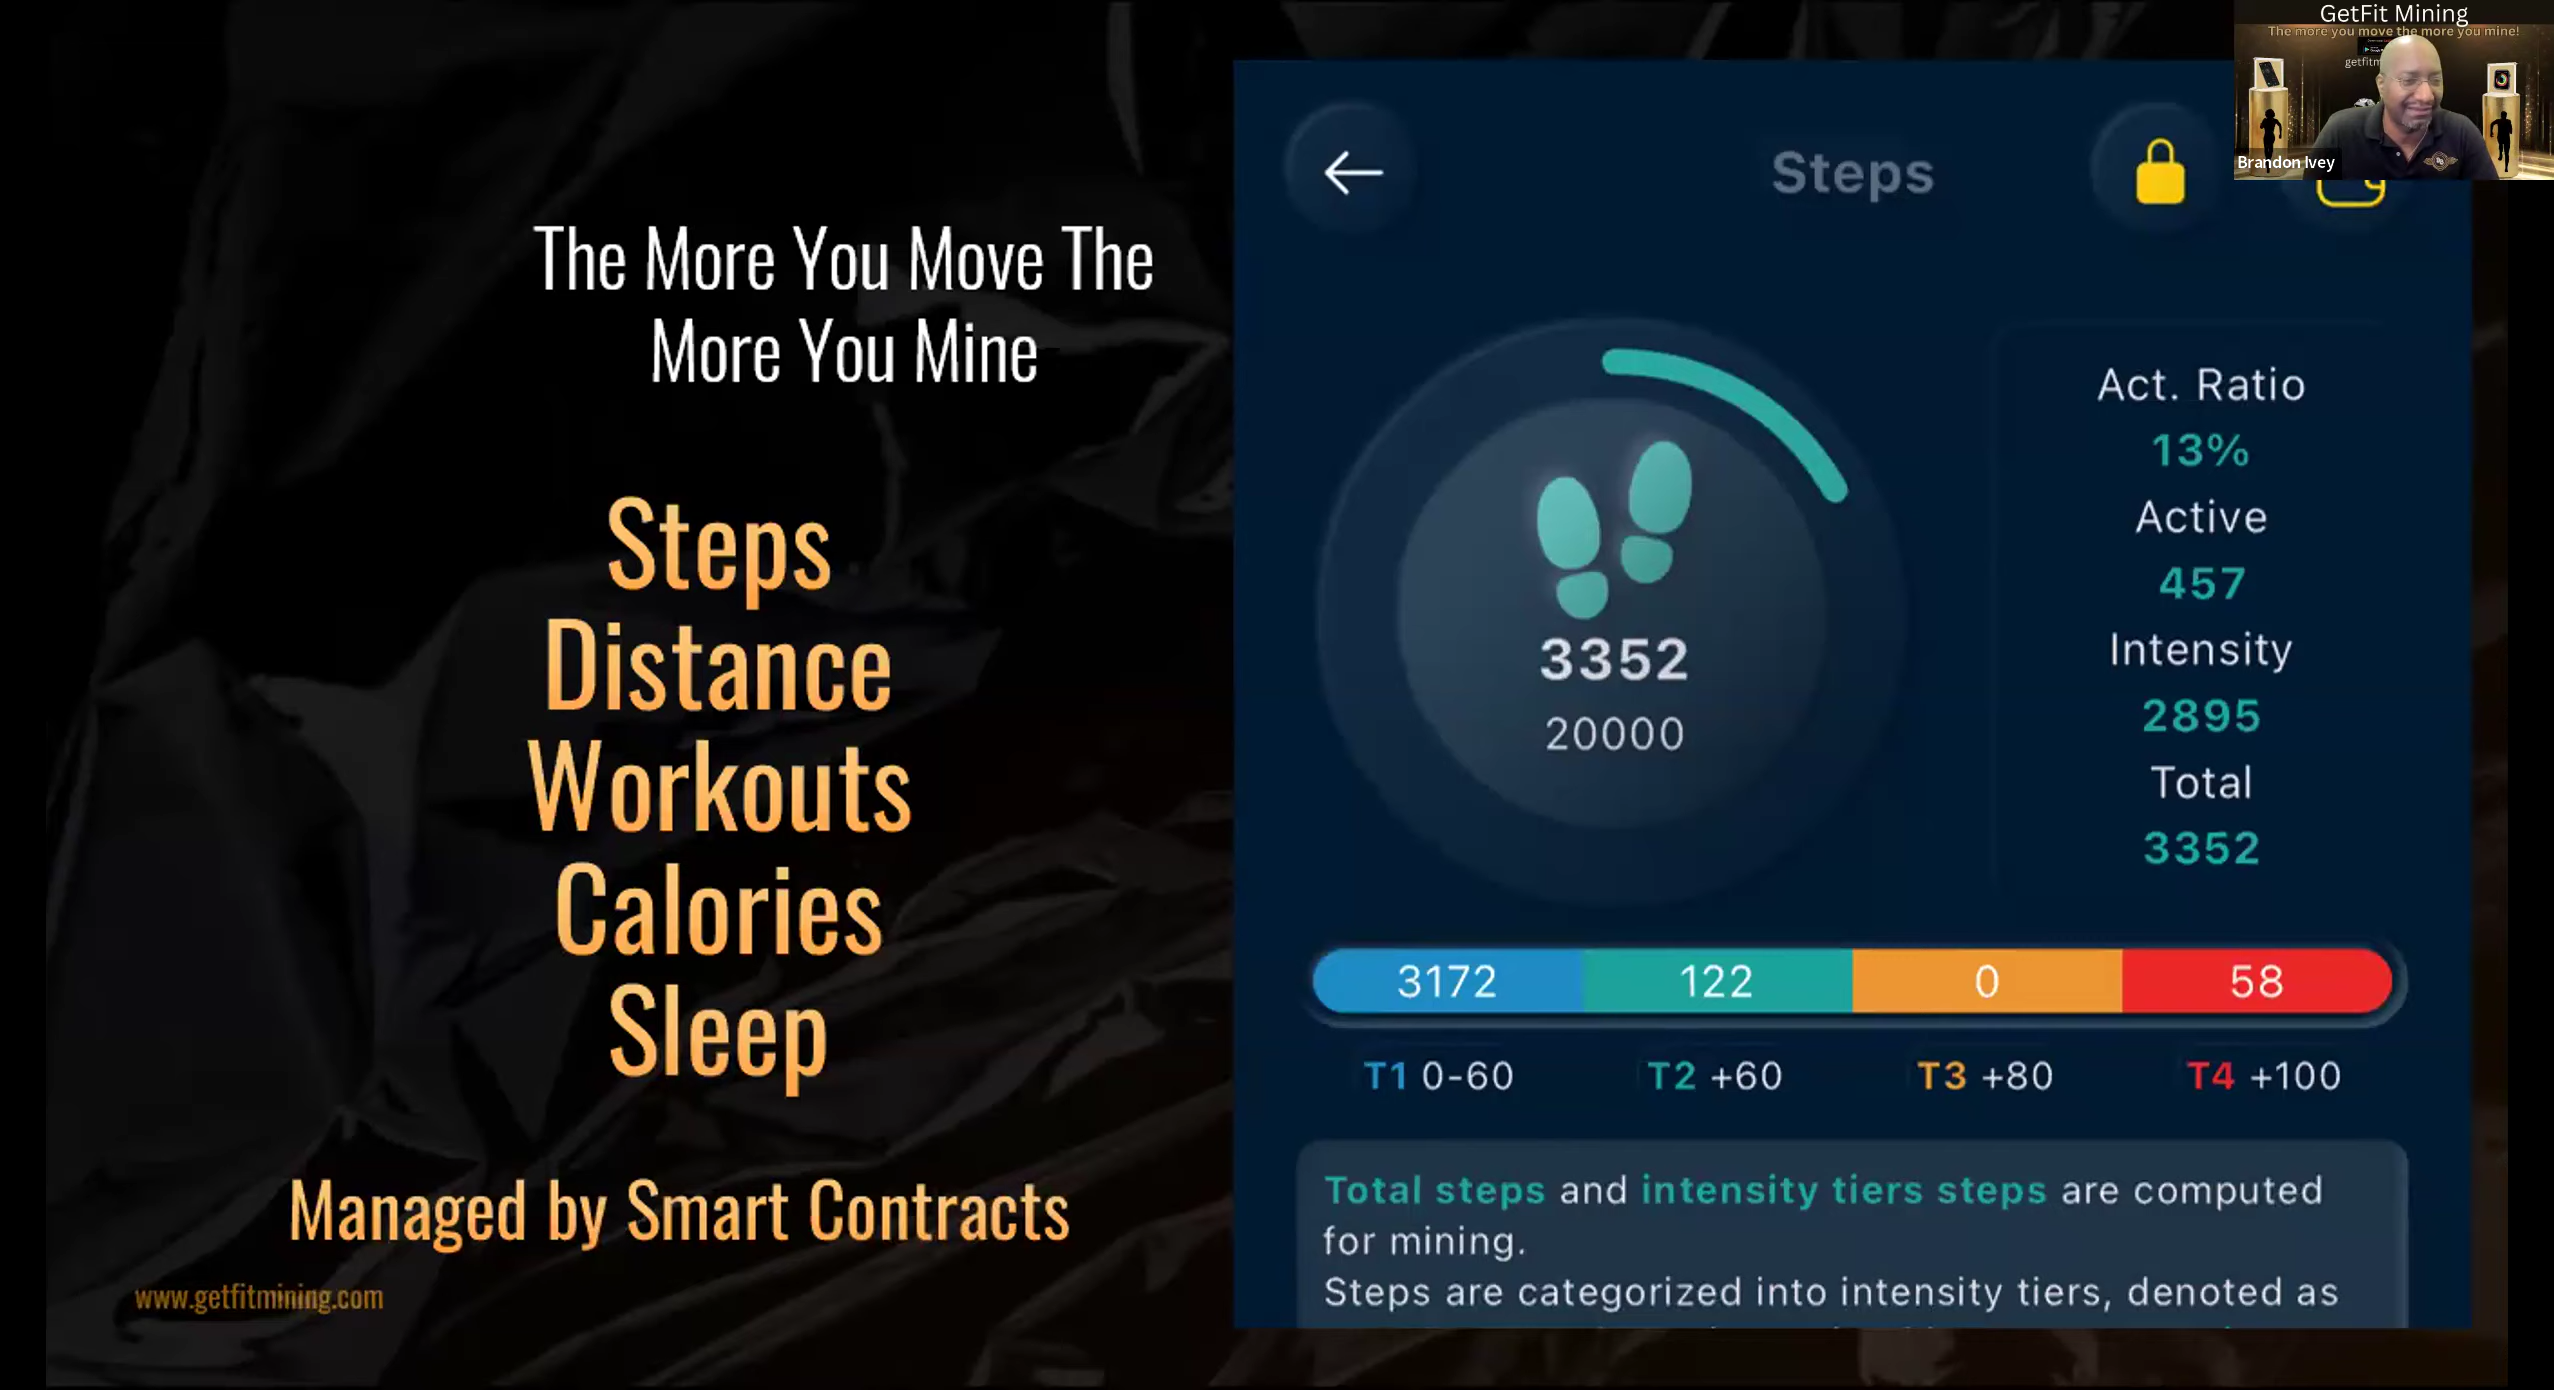 The More You Move The
More You Mine
Steps
Distance
Workouts
Calories
Sleep
Managed by Smart Contracts
www.getfitmining.com
Steps
3352
20000
Act. Ratio
13%
Active
457
Intensity
2895
Total
3352
3172 122 0 58
T1 0-60 T2 +60 T3 +80 T4 +100
Total steps and intensity tiers steps are computed
for mining.
Steps are categorized into intensity tiers, denoted as
GetFit Mining
The more you move the more you mine!
Brandon Ivey